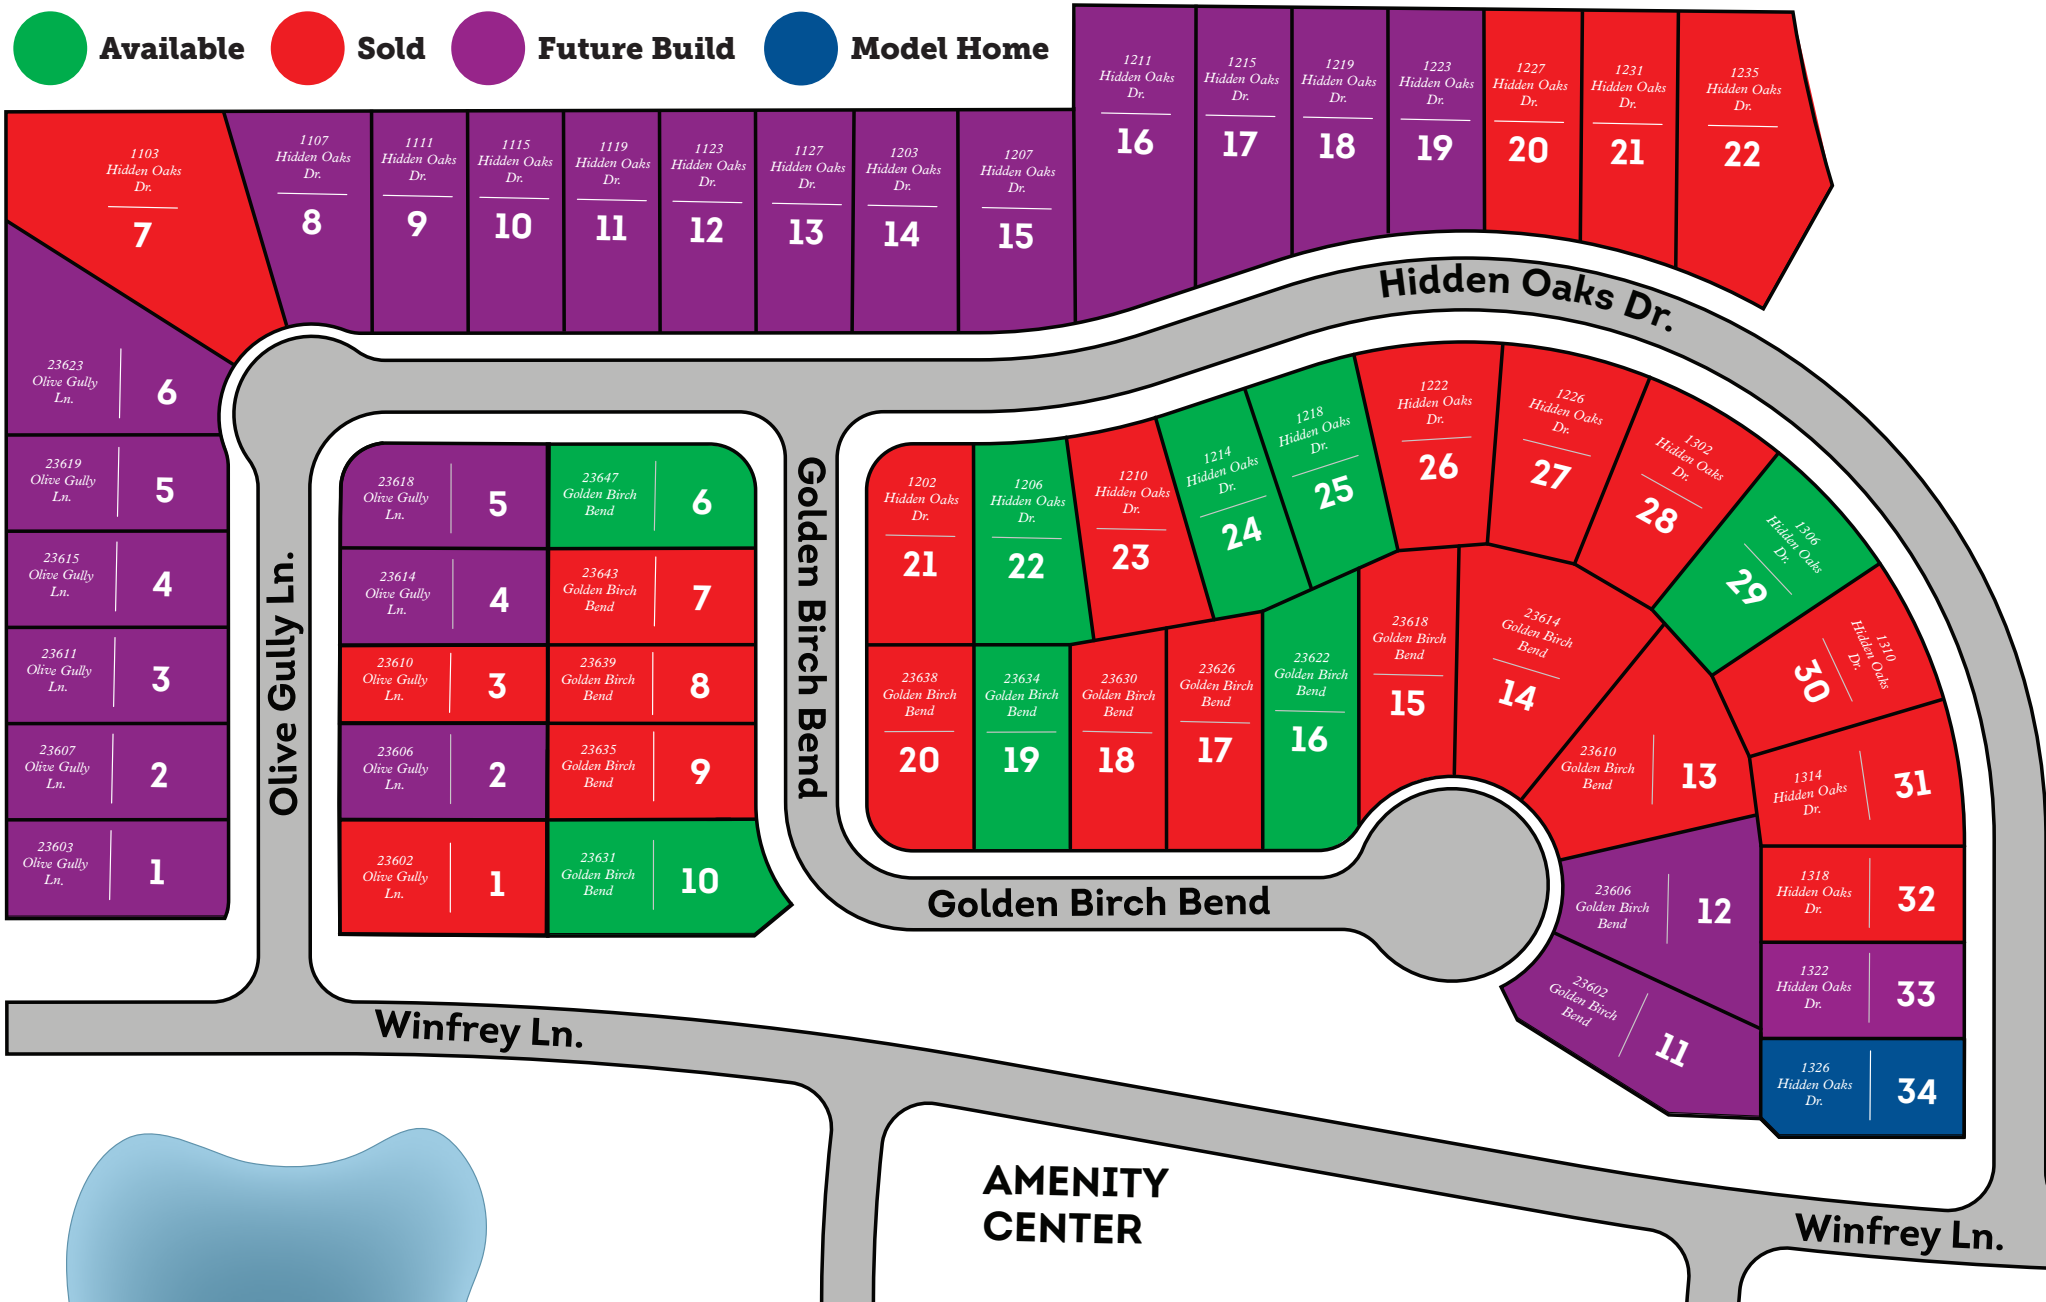 Available
Sold
Future Build
Model Home
1211
Hidden Oaks
Dr.
16
1215
Hidden Oaks
Dr.
17
1219
Hidden Oaks
Dr.
18
1223
Hidden Oaks
Dr.
19
1227
Hidden Oaks
Dr.
20
1231
Hidden Oaks
Dr.
21
1235
Hidden Oaks
Dr.
22
1103
Hidden Oaks
Dr.
7
1107
Hidden Oaks
Dr.
8
1111
Hidden Oaks
Dr.
9
1115
Hidden Oaks
Dr.
10
1119
Hidden Oaks
Dr.
11
1123
Hidden Oaks
Dr.
12
1127
Hidden Oaks
Dr.
13
1203
Hidden Oaks
Dr.
14
1207
Hidden Oaks
Dr.
15
Hidden Oaks Dr.
23623
Olive Gully
Ln.
6
23619
Olive Gully
Ln.
5
23615
Olive Gully
Ln.
4
23611
Olive Gully
Ln.
3
23607
Olive Gully
Ln.
2
23603
Olive Gully
Ln.
1
Olive Gully Ln.
23618
Olive Gully
Ln.
5
23647
Golden Birch
Bend
6
23614
Olive Gully
Ln.
4
23643
Golden Birch
Bend
7
23610
Olive Gully
Ln.
3
23639
Golden Birch
Bend
8
23606
Olive Gully
Ln.
2
23635
Golden Birch
Bend
9
23602
Olive Gully
Ln.
1
23631
Golden Birch
Bend
10
Golden Birch Bend
1202
Hidden Oaks
Dr.
21
1206
Hidden Oaks
Dr.
22
1210
Hidden Oaks
Dr.
23
1214
Hidden Oaks
Dr.
24
1218
Hidden Oaks
Dr.
25
1222
Hidden Oaks
Dr.
26
1226
Hidden Oaks
Dr.
27
1302
Hidden Oaks
Dr.
28
1306
Hidden Oaks
Dr.
29
1310
Hidden Oaks
Dr.
30
1314
Hidden Oaks
Dr.
31
1318
Hidden Oaks
Dr.
32
1322
Hidden Oaks
Dr.
33
1326
Hidden Oaks
Dr.
34
23638
Golden Birch
Bend
20
23634
Golden Birch
Bend
19
23630
Golden Birch
Bend
18
23626
Golden Birch
Bend
17
23622
Golden Birch
Bend
16
23618
Golden Birch
Bend
15
23614
Golden Birch
Bend
14
23610
Golden Birch
Bend
13
23606
Golden Birch
Bend
12
23602
Golden Birch
Bend
11
Golden Birch Bend
Winfrey Ln.
AMENITY
CENTER
Winfrey Ln.